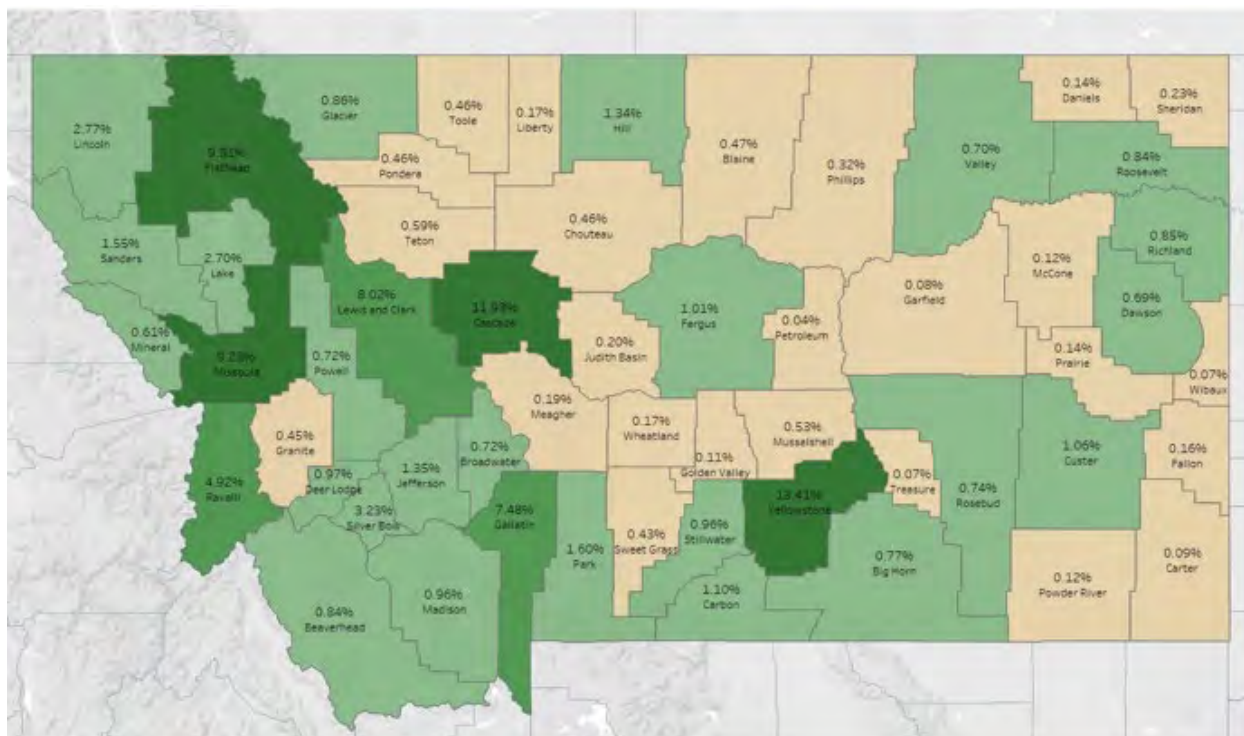 2.77%
Lincoln
9.91%
Flathead
0.86%
Glacier
0.46%
Toole
0.17%
Liberty
1.34%
Hill
0.47%
Blaine
0.32%
Phillips
0.70%
Valley
0.14%
Daniels
0.23%
Sheridan
0.84%
Roosevelt
0.46%
Pondera
0.59%
Teton
0.46%
Chouteau
1.55%
Sanders
2.70%
Lake
8.02%
Lewis and Clark
11.93%
Cascade
0.20%
Judith Basin
1.01%
Fergus
0.04%
Petroleum
0.08%
Garfield
0.12%
McCone
0.85%
Richland
0.69%
Dawson
0.61%
Mineral
Missoula
0.72%
Powell
0.14%
Prairie
0.07%
Wibaux
0.19%
Meagher
0.17%
Wheatland
0.11%
Golden Valley
0.53%
Musselshell
0.45%
Granite
0.97%
Deer Lodge
1.35%
Jefferson
0.72%
Broadwater
4.92%
Ravalli
3.23%
Silver Bow
7.48%
Gallatin
1.60%
Park
0.43%
Sweet Grass
0.96%
Stillwater
13.41%
Yellowstone
0.07%
Treasure
0.74%
Rosebud
1.06%
Custer
0.16%
Fallon
0.84%
Beaverhead
0.96%
Madison
1.10%
Carbon
0.77%
Big Horn
0.12%
Powder River
0.09%
Carter